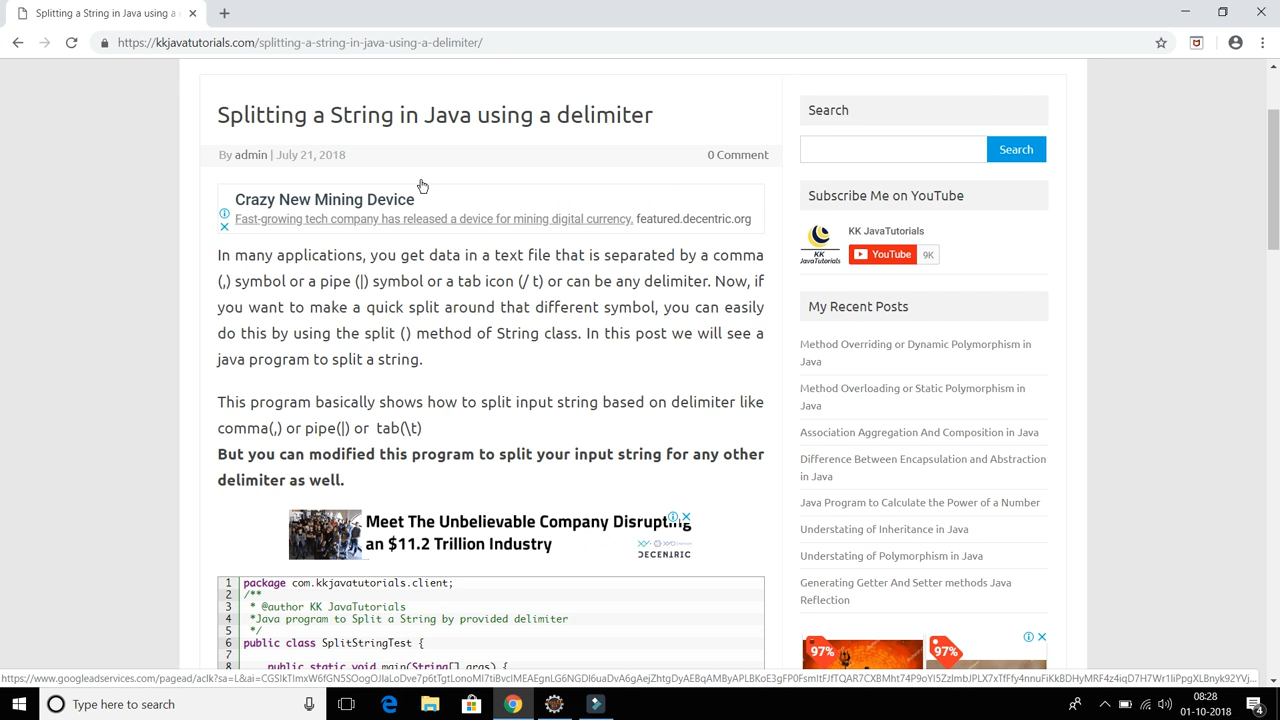 Splitting a String in Java using a
https://kkjavatutorials.com/splitting-a-string-in-java-using-a-delimiter/
Splitting a String in Java using a delimiter
By admin | July 21, 2018
0 Comment
Crazy New Mining Device
Fast-growing tech company has released a device for mining digital currency. featured.decentric.org
In many applications, you get data in a text file that is separated by a comma
(,) symbol or a pipe (|) symbol or a tab icon (/ t) or can be any delimiter. Now, if
you want to make a quick split around that different symbol, you can easily
do this by using the split () method of String class. In this post we will see a
java program to split a string.
This program basically shows how to split input string based on delimiter like
comma(,) or pipe(|) or tab(\t)
But you can modified this program to split your input string for any other
delimiter as well.
Meet The Unbelievable Company Disrupting
an $11.2 Trillion Industry
DECENTRIC
1 package com.kkjavatutorials.client;
2 /**
3 * @author KK JavaTutorials
4 *Java program to Split a String by provided delimiter
5 */
6 public class SplitStringTest {
7
8 public static void main(String[] args) {
Search
Search
Subscribe Me on YouTube
KK
JavaTutorials
KK JavaTutorials
YouTube 9K
My Recent Posts
Method Overriding or Dynamic Polymorphism in
Java
Method Overloading or Static Polymorphism in
Java
Association Aggregation And Composition in Java
Difference Between Encapsulation and Abstraction
in Java
Java Program to Calculate the Power of a Number
Understating of Inheritance in Java
Understating of Polymorphism in Java
Generating Getter And Setter methods Java
Reflection
97%
97%
Type here to search
08:28
01-10-2018
4